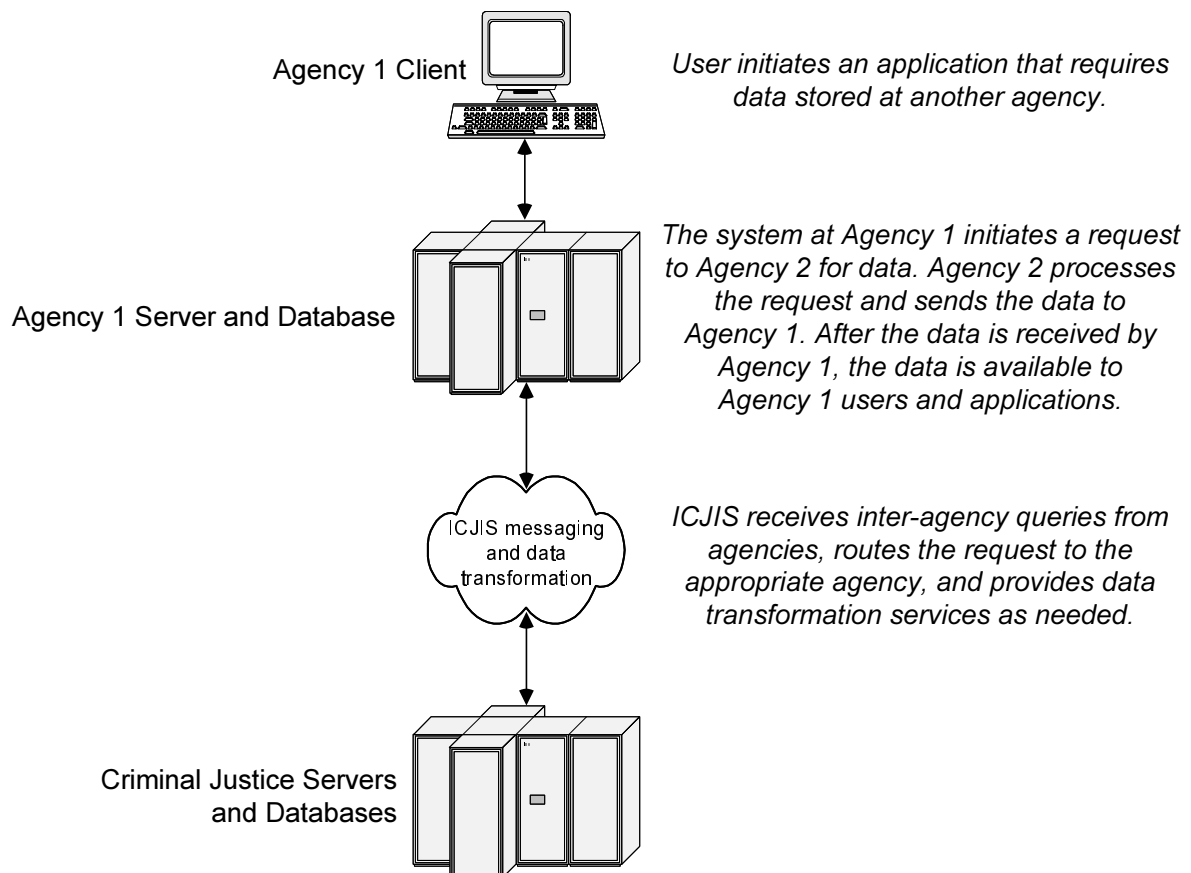 Agency 1 Client
User initiates an application that requires
data stored at another agency.
Agency 1 Server and Database
The system at Agency 1 initiates a request
to Agency 2 for data. Agency 2 processes
the request and sends the data to
Agency 1. After the data is received by
Agency 1, the data is available to
Agency 1 users and applications.
ICJIS messaging
and data
transformation
ICJIS receives inter-agency queries from
agencies, routes the request to the
appropriate agency, and provides data
transformation services as needed.
Criminal Justice Servers
and Databases